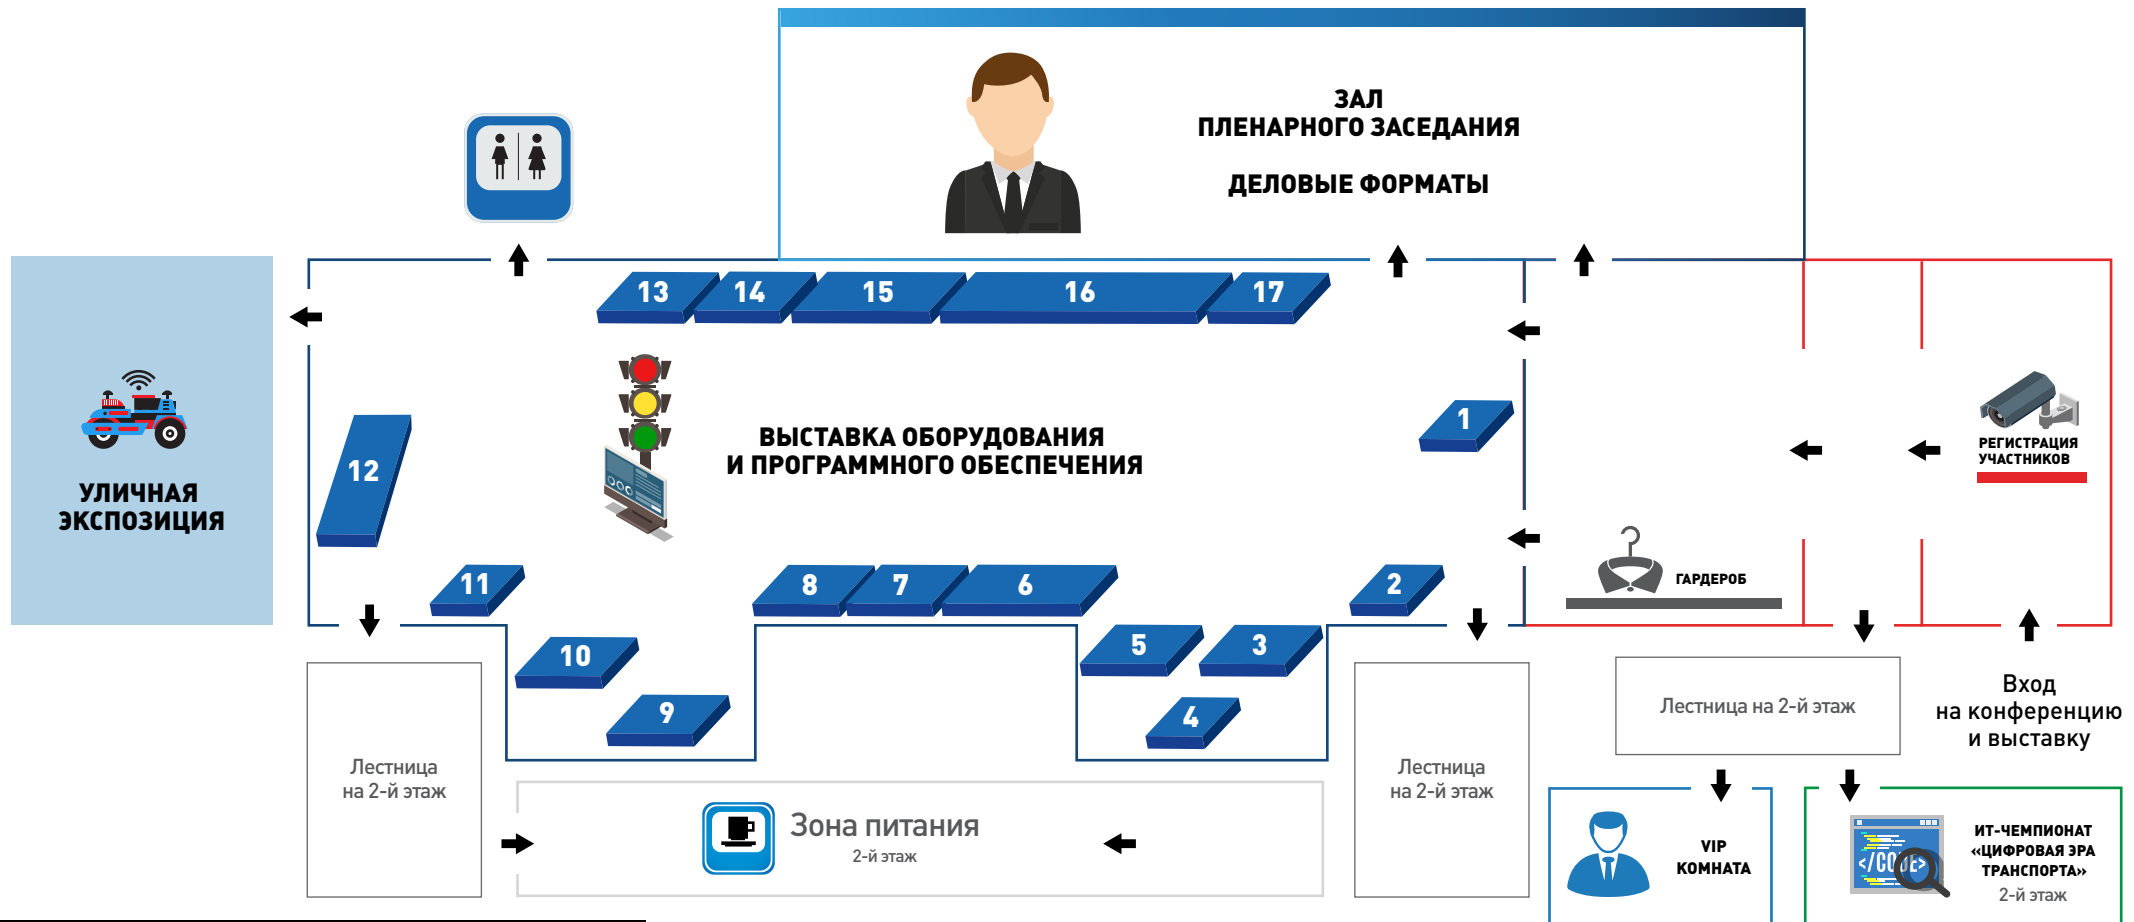 ЗАЛ
ПЛЕНАРНОГО ЗАСЕДАНИЯ
ДЕЛОВЫЕ ФОРМАТЫ
13 14 15 16 17
1
РЕГИСТРАЦИЯ
УЧАСТНИКОВ
ВЫСТАВКА ОБОРУДОВАНИЯ
И ПРОГРАММНОГО ОБЕСПЕЧЕНИЯ
12
УЛИЧНАЯ
ЭКСПОЗИЦИЯ
11 8 7 6 2
ГАРДЕРОБ
10 5 3
9 4
Лестница
на 2-й этаж
Лестница
на 2-й этаж
Лестница на 2-й этаж
Вход
на конференцию
и выставку
Зона питания
2-й этаж
VIP
КОМНАТА
</CODE>
ИТ-ЧЕМПИОНАТ
«ЦИФРОВАЯ ЭРА
ТРАНСПОРТА»
2-й этаж